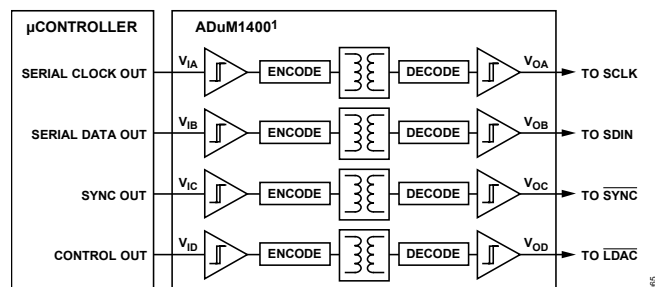 µCONTROLLER
ADuM1400¹
SERIAL CLOCK OUT
V_IA
ENCODE
DECODE
V_OA
TO SCLK
SERIAL DATA OUT
V_IB
ENCODE
DECODE
V_OB
TO SDIN
SYNC OUT
V_IC
ENCODE
DECODE
V_OC
TO SYNC
CONTROL OUT
V_ID
ENCODE
DECODE
V_OD
TO LDAC